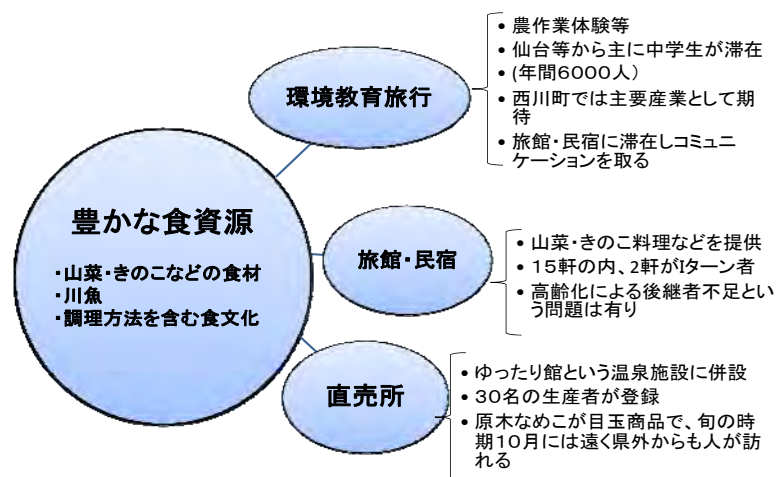 豊かな食資源
・山菜・きのこなどの食材
・川魚
・調理方法を含む食文化
環境教育旅行
• 農作業体験等
• 仙台等から主に中学生が滞在
• (年間6000人)
• 西川町では主要産業として期
待
• 旅館・民宿に滞在しコミュニ
ケーションを取る
旅館・民宿
• 山菜・きのこ料理などを提供
• 15軒の内、2軒がIターン者
• 高齢化による後継者不足とい
う問題は有り
直売所
• ゆったり館という温泉施設に併設
• 30名の生産者が登録
• 原木なめこが目玉商品で、旬の時
期10月には遠く県外からも人が訪
れる